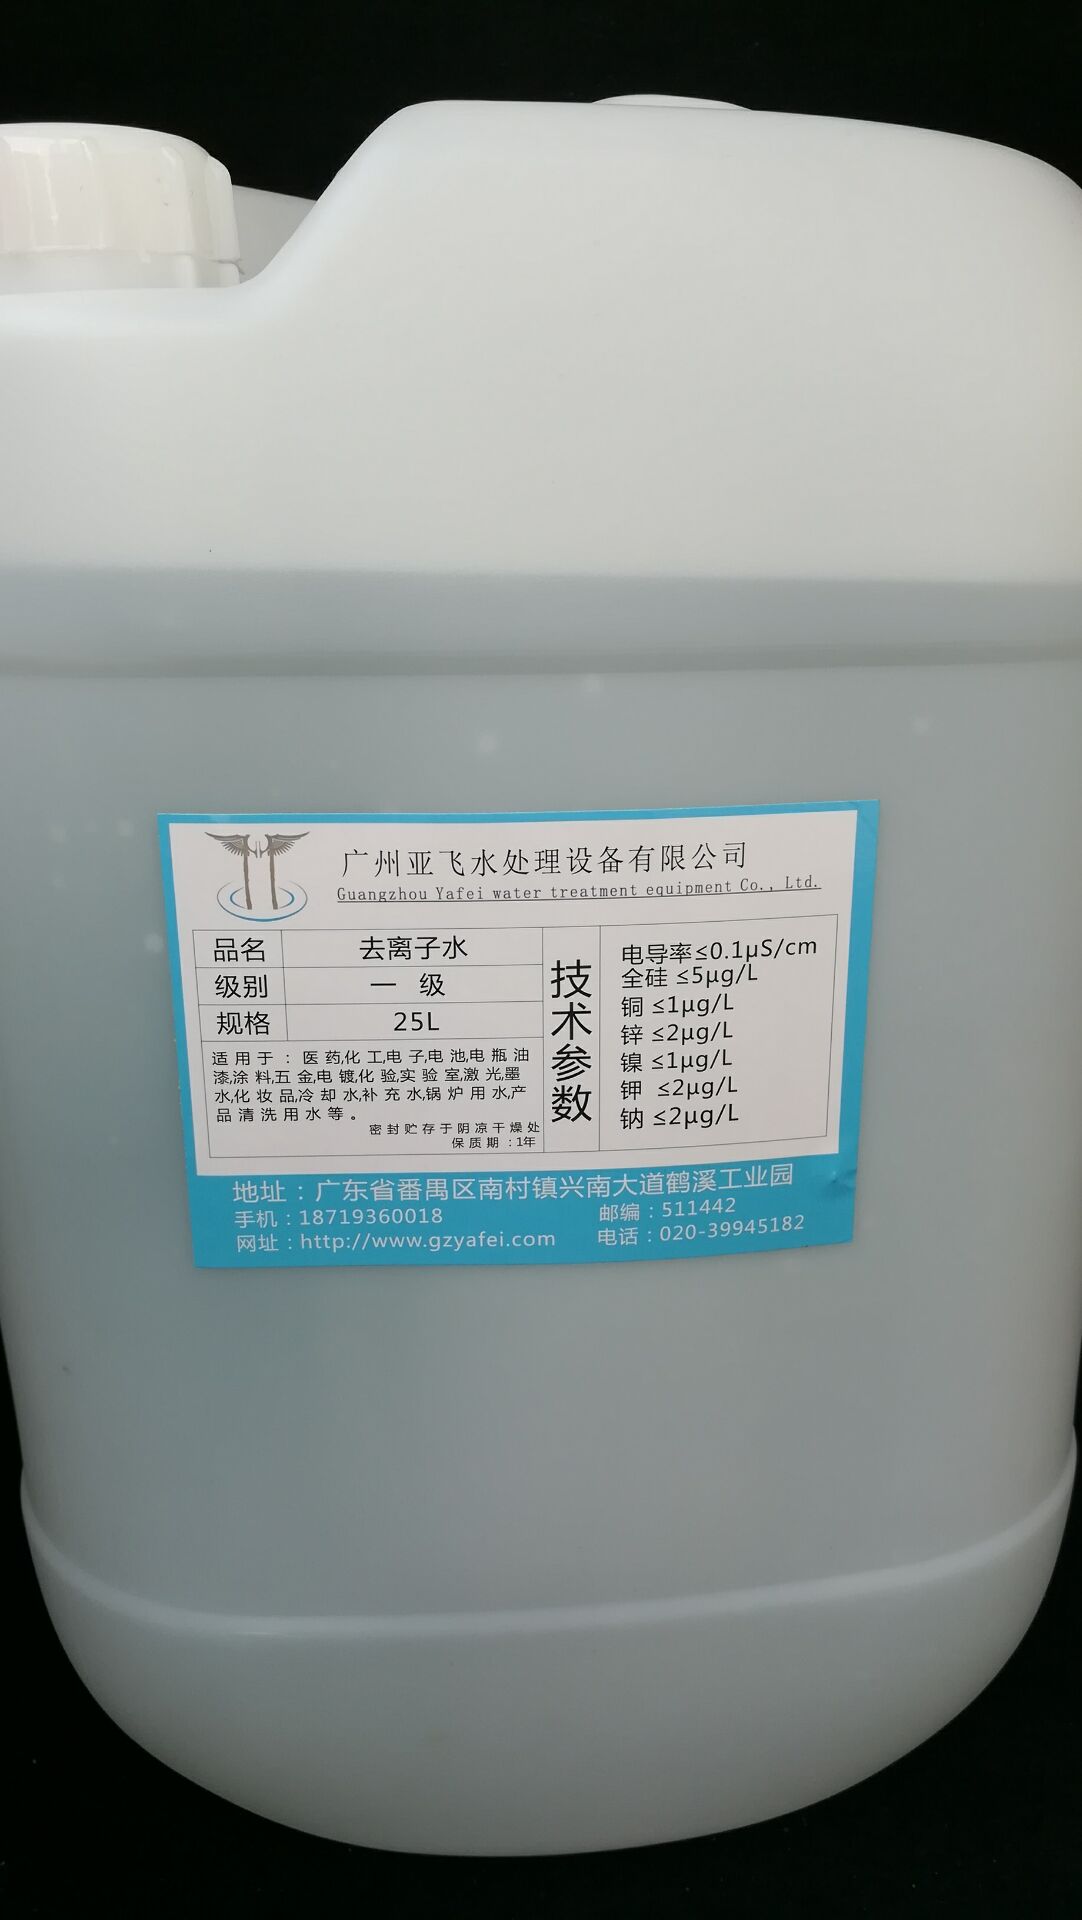 广州亚飞水处理设备有限公司
Guangzhou Yafei water treatment equipment Co., Ltd.
品名 去离子水
级别 一 级
规格 25L
适用于：医药,化工,电子,电池,电瓶油
漆,涂料,五金,电镀,化验,实验室,激光,墨
水,化妆品,冷却水,补充水,锅炉用水,产
品清洗用水等。
密封贮存于阴凉干燥处
保质期：1年
技术参数
电导率≤0.1μS/cm
全硅 ≤5μg/L
铜 ≤1μg/L
锌 ≤2μg/L
镍 ≤1μg/L
钾 ≤2μg/L
钠 ≤2μg/L
地址：广东省番禺区南村镇兴南大道鹤溪工业园
手机：18719360018 邮编：511442
网址：http://www.gzyafei.com 电话：020-39945182